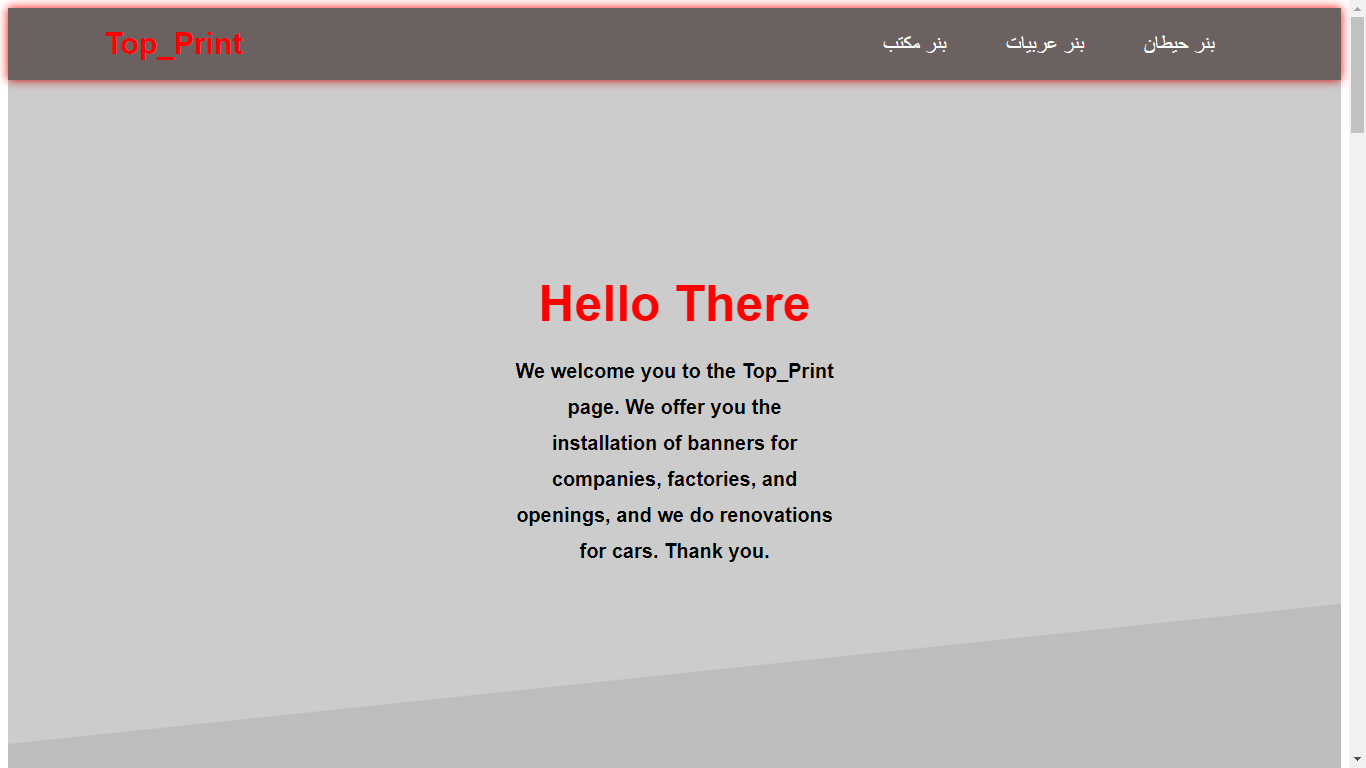 Top_Print
بنر حيطان
بنر عربيات
بنر مكتب
Hello There
We welcome you to the Top_Print
page. We offer you the
installation of banners for
companies, factories, and
openings, and we do renovations
for cars. Thank you.